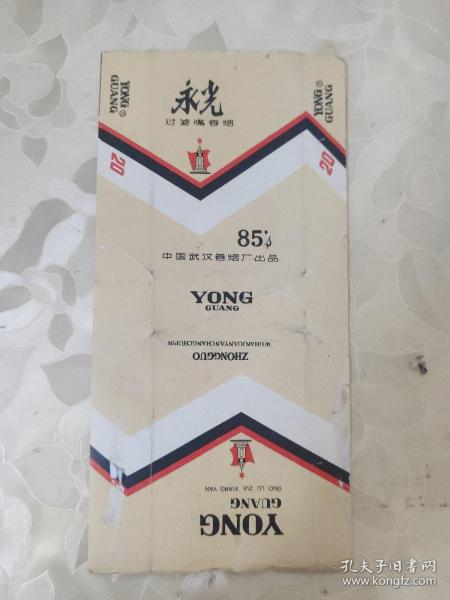 YONG
GUANG
®
永光
过滤嘴香烟
YONG
GUANG
®
20
20
85
中国武汉卷烟厂出品
YONG
GUANG
ZHONGGUO
WUHANJUANYANCHANGCHUPIN
GUO LU ZUI XIANG YAN
YONG
GUANG
孔夫子旧书网
www.kongfz.com